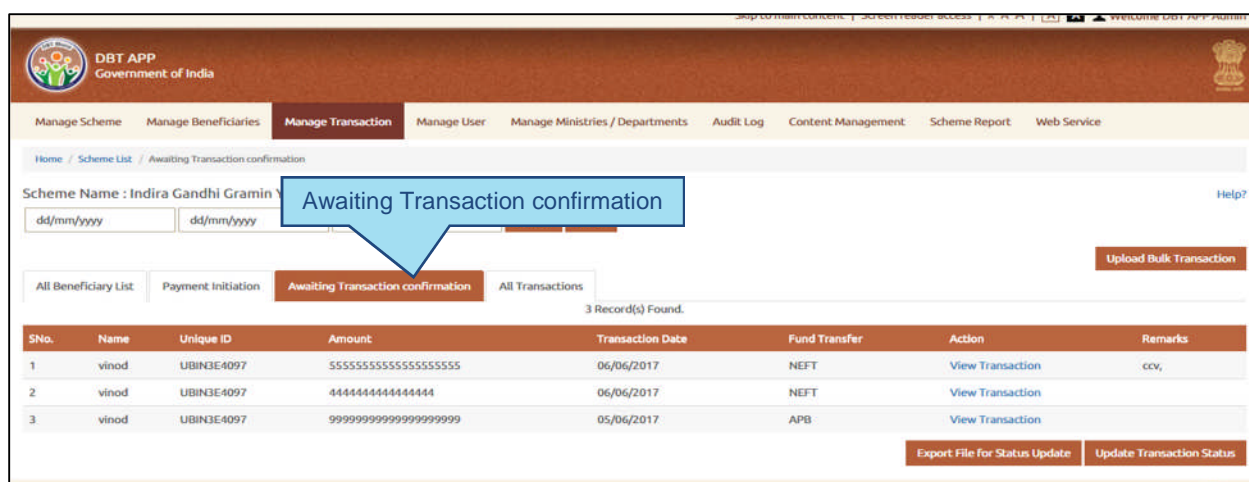 Skip to main content | Screen reader access | A A A | A A Welcome DBT APP Admin
DBT APP
Government of India
Manage Scheme Manage Beneficiaries Manage Transaction Manage User Manage Ministries / Departments Audit Log Content Management Scheme Report Web Service
Home / Scheme List / Awaiting Transaction confirmation
Scheme Name : Indira Gandhi Gramin
Awaiting Transaction confirmation
Help?
dd/mm/yyyy dd/mm/yyyy
Upload Bulk Transaction
All Beneficiary List Payment Initiation Awaiting Transaction confirmation All Transactions
3 Record(s) Found.
SNo. Name Unique ID Amount Transaction Date Fund Transfer Action Remarks
1 vinod UBIN3E4097 55555555555555555555 06/06/2017 NEFT View Transaction ccv,
2 vinod UBIN3E4097 4444444444444444 06/06/2017 NEFT View Transaction
3 vinod UBIN3E4097 99999999999999999999 05/06/2017 APB View Transaction
Export File for Status Update Update Transaction Status